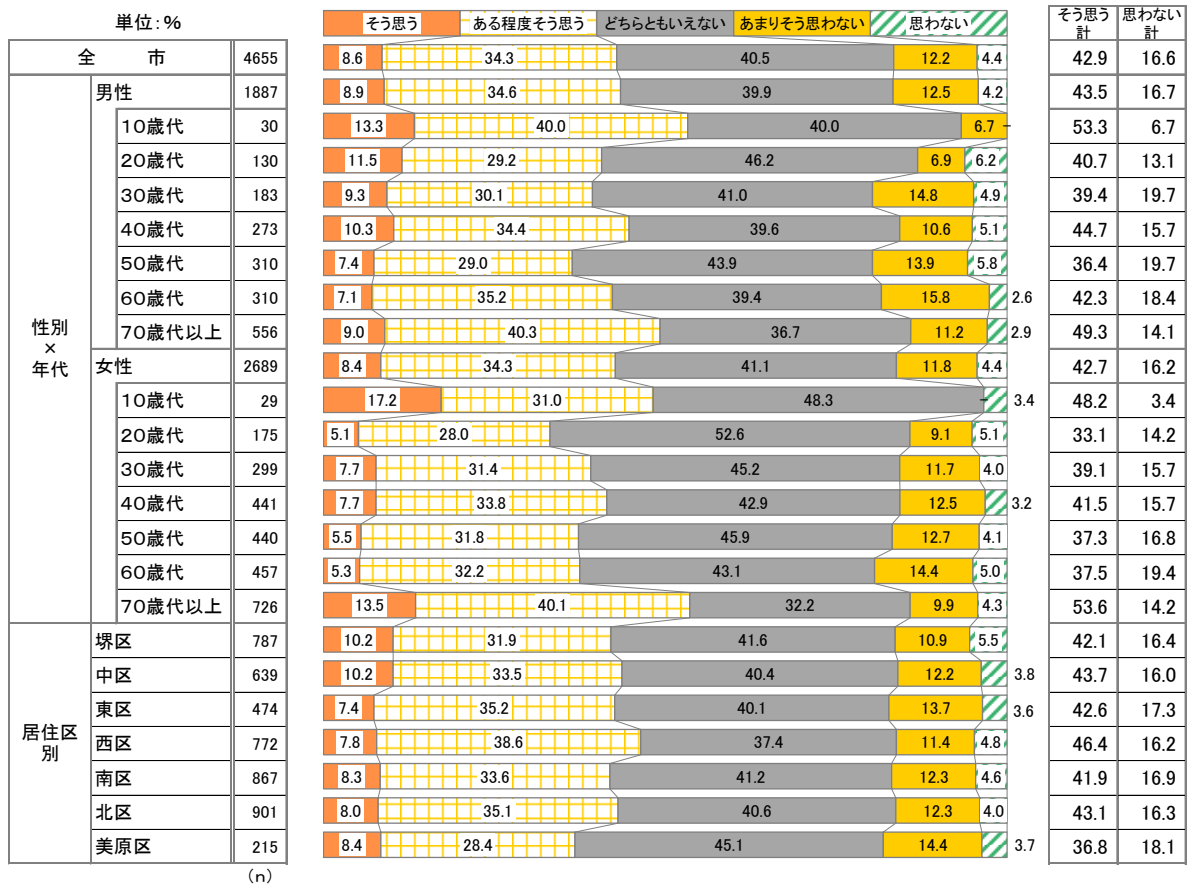 単位：％ そう思う ある程度そう思う どちらともいえない あまりそう思わない 思わない そう思う計 思わない計
全 市 4655 8.6 34.3 40.5 12.2 4.4 42.9 16.6
性別×年代
男性 1887 8.9 34.6 39.9 12.5 4.2 43.5 16.7
10歳代 30 13.3 40.0 40.0 6.7 - 53.3 6.7
20歳代 130 11.5 29.2 46.2 6.9 6.2 40.7 13.1
30歳代 183 9.3 30.1 41.0 14.8 4.9 39.4 19.7
40歳代 273 10.3 34.4 39.6 10.6 5.1 44.7 15.7
50歳代 310 7.4 29.0 43.9 13.9 5.8 36.4 19.7
60歳代 310 7.1 35.2 39.4 15.8 2.6 42.3 18.4
70歳代以上 556 9.0 40.3 36.7 11.2 2.9 49.3 14.1
女性 2689 8.4 34.3 41.1 11.8 4.4 42.7 16.2
10歳代 29 17.2 31.0 48.3 - 3.4 48.2 3.4
20歳代 175 5.1 28.0 52.6 9.1 5.1 33.1 14.2
30歳代 299 7.7 31.4 45.2 11.7 4.0 39.1 15.7
40歳代 441 7.7 33.8 42.9 12.5 3.2 41.5 15.7
50歳代 440 5.5 31.8 45.9 12.7 4.1 37.3 16.8
60歳代 457 5.3 32.2 43.1 14.4 5.0 37.5 19.4
70歳代以上 726 13.5 40.1 32.2 9.9 4.3 53.6 14.2
居住区別
堺区 787 10.2 31.9 41.6 10.9 5.5 42.1 16.4
中区 639 10.2 33.5 40.4 12.2 3.8 43.7 16.0
東区 474 7.4 35.2 40.1 13.7 3.6 42.6 17.3
西区 772 7.8 38.6 37.4 11.4 4.8 46.4 16.2
南区 867 8.3 33.6 41.2 12.3 4.6 41.9 16.9
北区 901 8.0 35.1 40.6 12.3 4.0 43.1 16.3
美原区 215 8.4 28.4 45.1 14.4 3.7 36.8 18.1
（n）